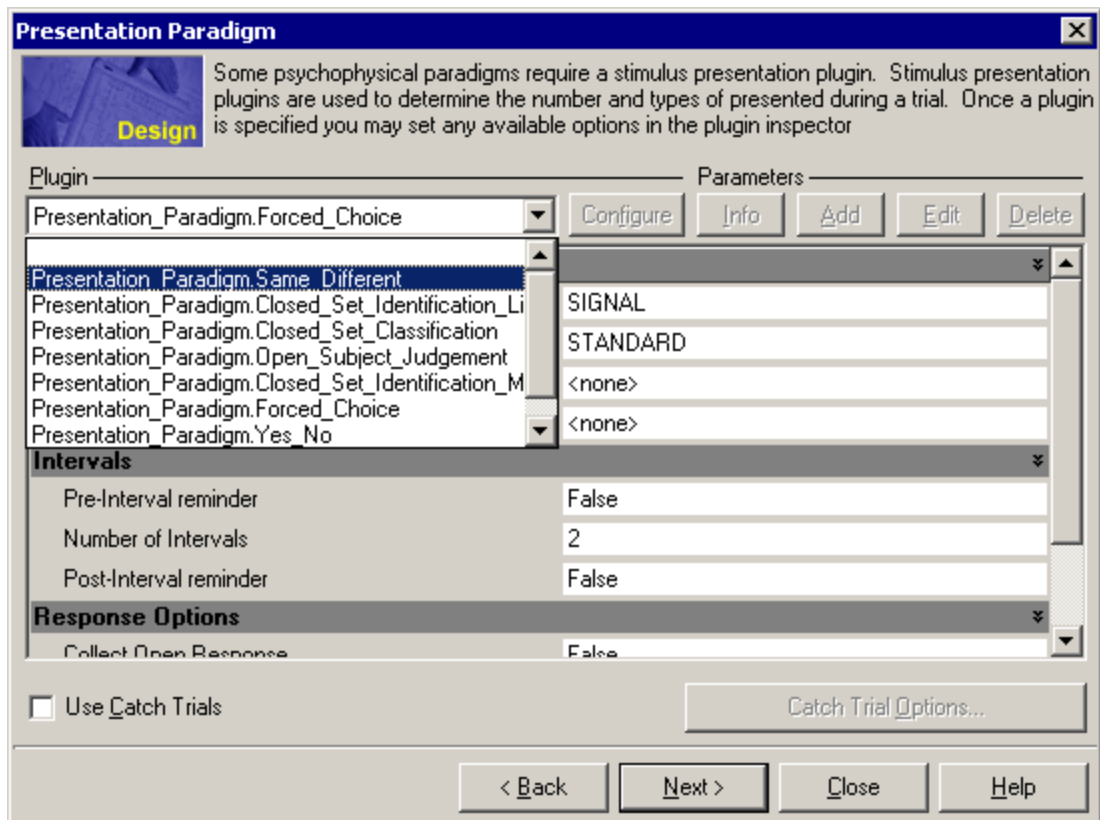 Presentation Paradigm
Design
Some psychophysical paradigms require a stimulus presentation plugin. Stimulus presentation
plugins are used to determine the number and types of presented during a trial. Once a plugin
is specified you may set any available options in the plugin inspector
Plugin
Parameters
Presentation_Paradigm.Forced_Choice
Configure
Info
Add
Edit
Delete
Presentation_Paradigm.Same_Different
Presentation_Paradigm.Closed_Set_Identification_Li
SIGNAL
Presentation_Paradigm.Closed_Set_Classification
STANDARD
Presentation_Paradigm.Open_Subject_Judgement
Presentation_Paradigm.Closed_Set_Identification_M
<none>
Presentation_Paradigm.Forced_Choice
<none>
Presentation_Paradigm.Yes_No
Intervals
Pre-Interval reminder False
Number of Intervals 2
Post-Interval reminder False
Response Options
Collect Open Response False
Use Catch Trials
Catch Trial Options...
< Back
Next >
Close
Help